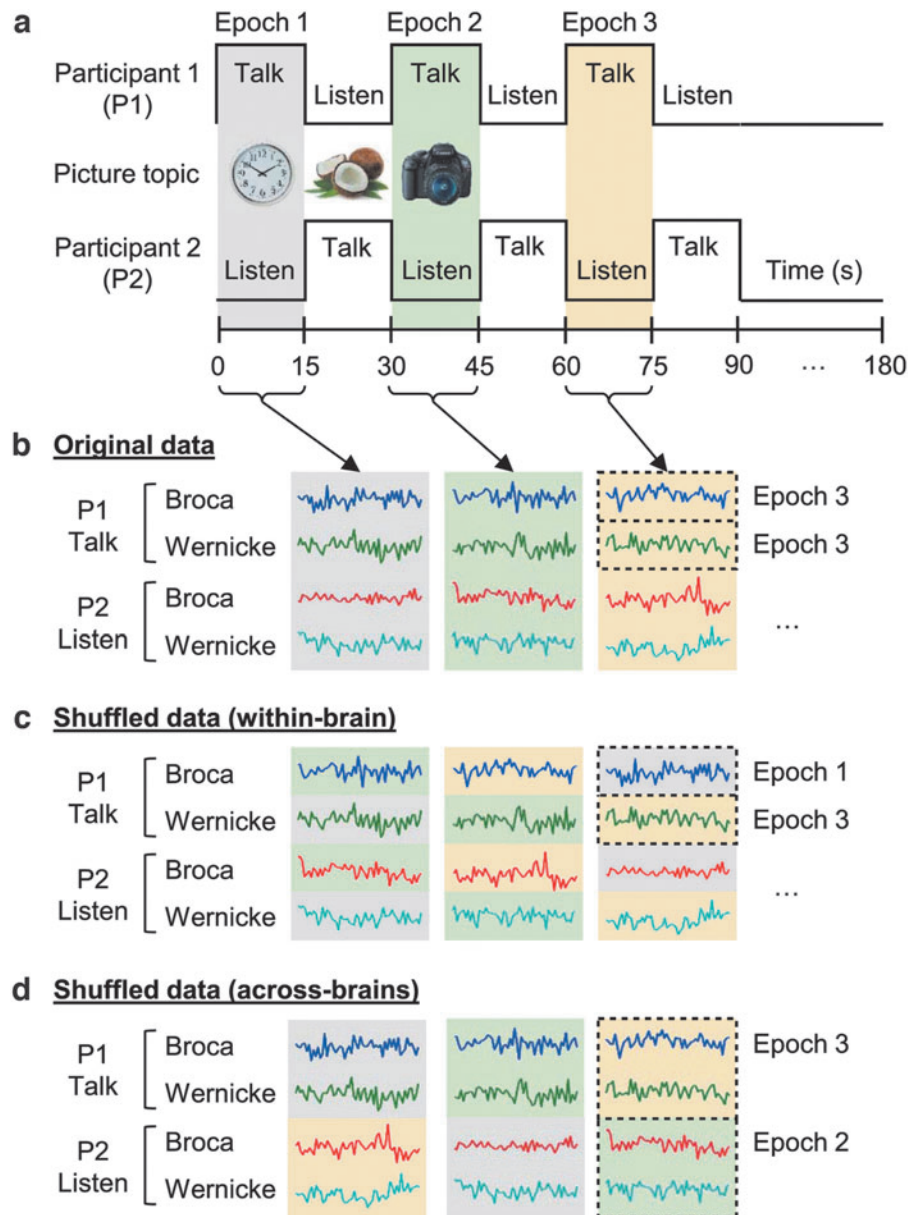 a
Epoch 1 Epoch 2 Epoch 3
Participant 1 (P1)
Talk Listen Talk Listen Talk Listen
Picture topic
Participant 2 (P2)
Listen Talk Listen Talk Listen Talk Time (s)
0 15 30 45 60 75 90 ... 180
b Original data
P1 Talk
Broca Epoch 3
Wernicke Epoch 3
P2 Listen
Broca
Wernicke
...
c Shuffled data (within-brain)
P1 Talk
Broca Epoch 1
Wernicke Epoch 3
P2 Listen
Broca
Wernicke
...
d Shuffled data (across-brains)
P1 Talk
Broca Epoch 3
Wernicke
P2 Listen
Broca Epoch 2
Wernicke